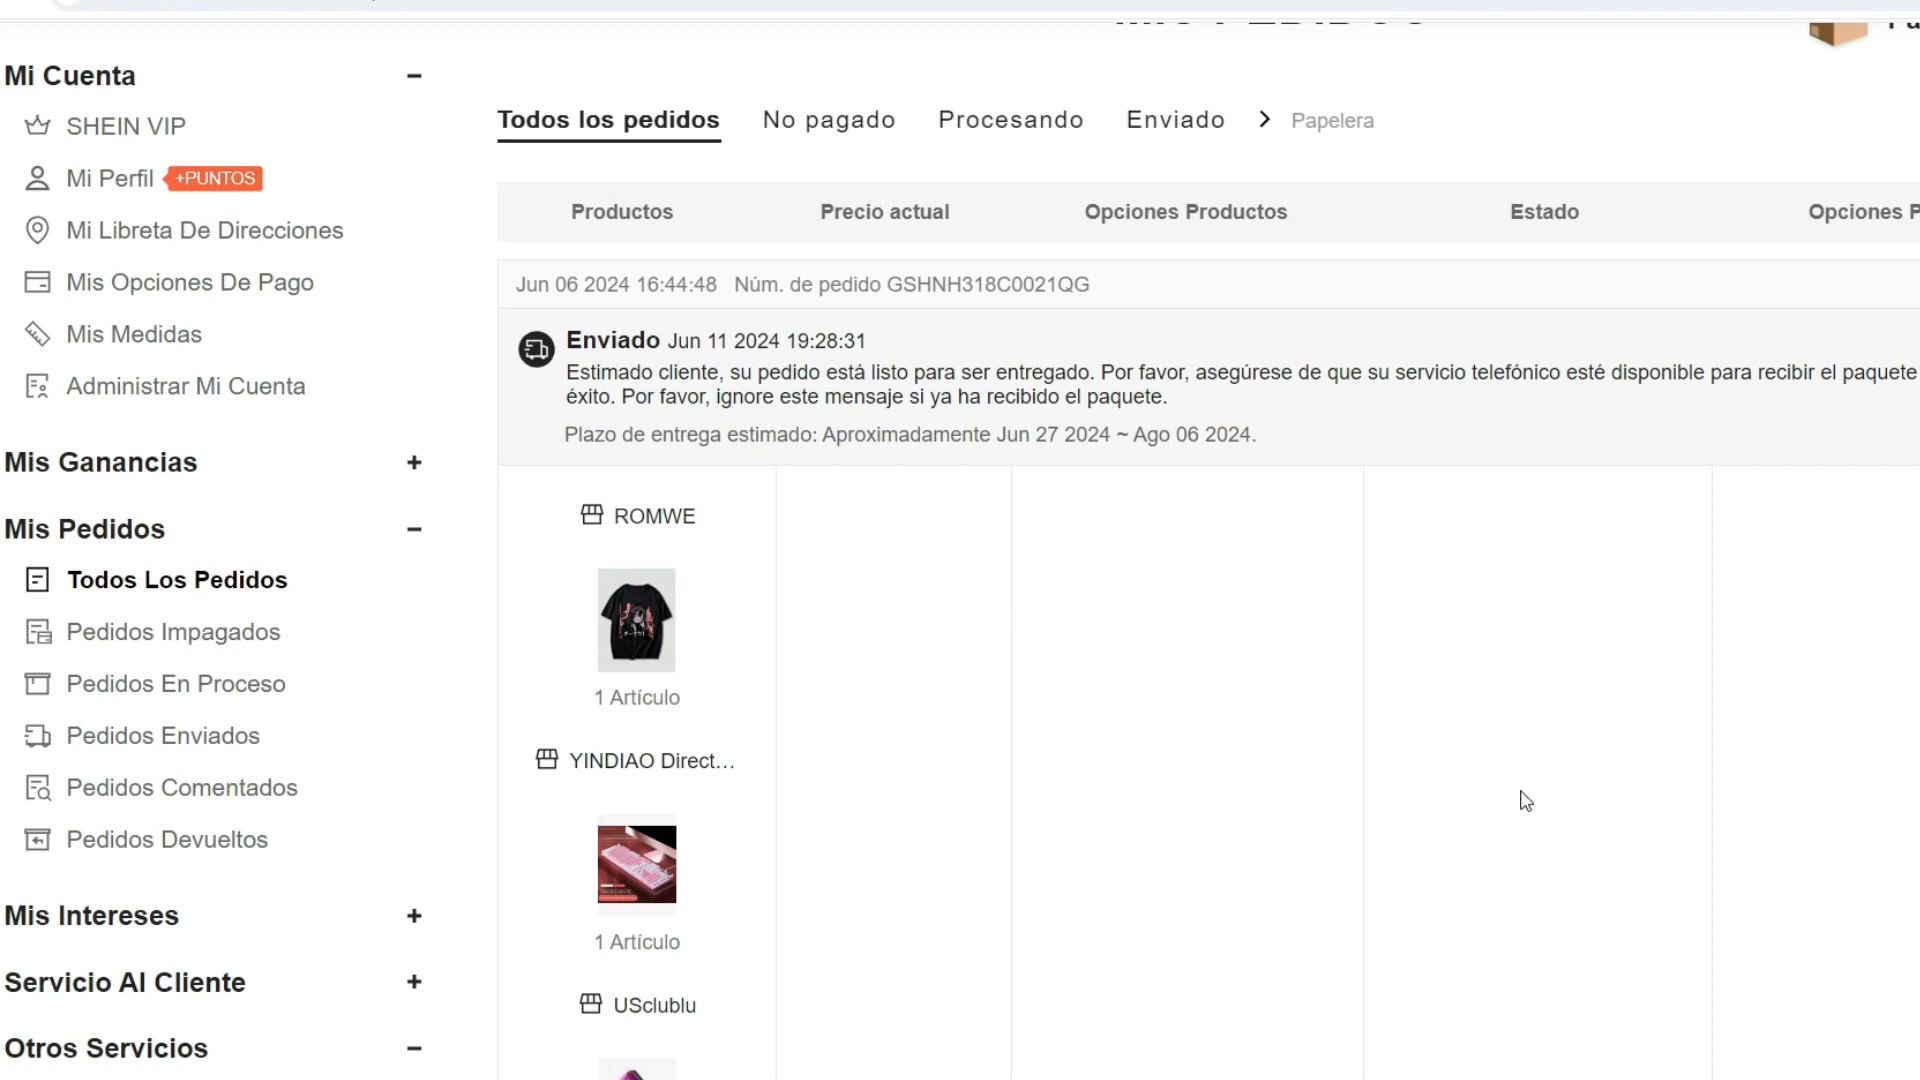 Mi Cuenta
SHEIN VIP
Mi Perfil +PUNTOS
Mi Libreta De Direcciones
Mis Opciones De Pago
Mis Medidas
Administrar Mi Cuenta
Mis Ganancias
Mis Pedidos
Todos Los Pedidos
Pedidos Impagados
Pedidos En Proceso
Pedidos Enviados
Pedidos Comentados
Pedidos Devueltos
Mis Intereses
Servicio Al Cliente
Otros Servicios
Todos los pedidos No pagado Procesando Enviado > Papelera
Productos Precio actual Opciones Productos Estado Opciones P
Jun 06 2024 16:44:48 Núm. de pedido GSHNH318C0021QG
Enviado Jun 11 2024 19:28:31
Estimado cliente, su pedido está listo para ser entregado. Por favor, asegúrese de que su servicio telefónico esté disponible para recibir el paquete
éxito. Por favor, ignore este mensaje si ya ha recibido el paquete.
Plazo de entrega estimado: Aproximadamente Jun 27 2024 ~ Ago 06 2024.
ROMWE
1 Artículo
YINDIAO Direct...
1 Artículo
USclublu